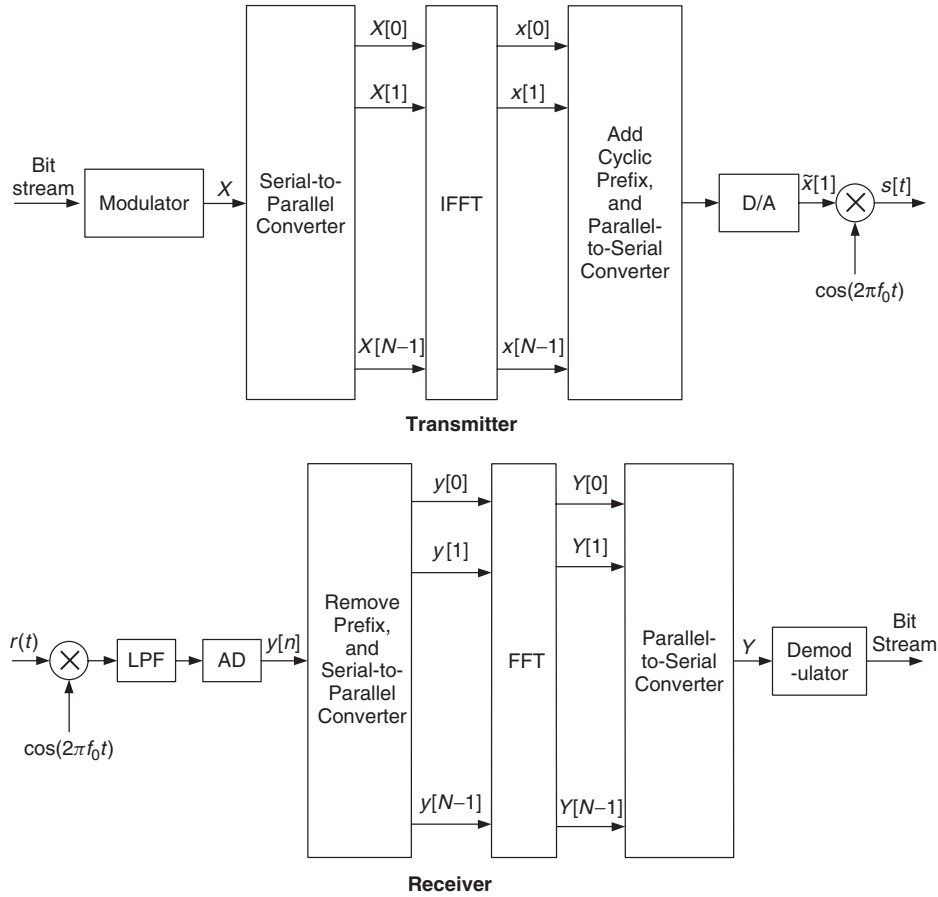 X[0]
x[0]
X[1]
x[1]
Bit
stream
Modulator
X
Serial-to-
Parallel
Converter
IFFT
Add
Cyclic
Prefix,
and
Parallel-
to-Serial
Converter
D/A
x̃[1]
s[t]
cos(2πf₀t)
X[N–1]
x[N–1]
Transmitter
y[0]
Y[0]
y[1]
Y[1]
r(t)
LPF
AD
y[n]
Remove
Prefix,
and
Serial-to-
Parallel
Converter
FFT
Parallel-
to-Serial
Converter
Y
Demod
-ulator
Bit
Stream
cos(2πf₀t)
y[N–1]
Y[N–1]
Receiver